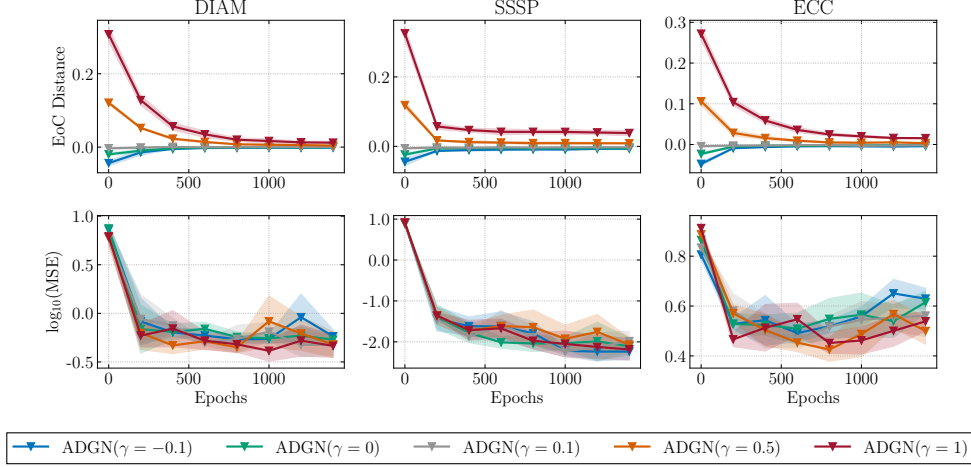 DIAM
SSSP
ECC
EoC Distance
0.2
0.0
0 500 1000
0.2
0.0
0 500 1000
0.3
0.2
0.1
0.0
0 500 1000
log₁₀(MSE)
1.0
0.5
0.0
-0.5
0 500 1000
Epochs
1.0
0.0
-1.0
-2.0
0 500 1000
Epochs
0.8
0.6
0.4
0 500 1000
Epochs
ADGN(γ = −0.1) ADGN(γ = 0) ADGN(γ = 0.1) ADGN(γ = 0.5) ADGN(γ = 1)